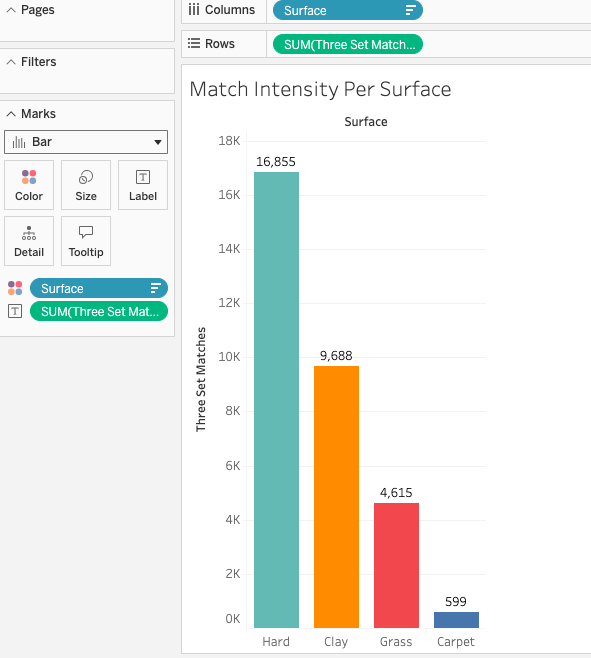 Pages
Columns
Surface
Rows
SUM(Three Set Match...
Filters
Marks
Bar
Color
Size
Label
Detail
Tooltip
Surface
SUM(Three Set Mat...
Match Intensity Per Surface
Surface
Three Set Matches
18K
16K
14K
12K
10K
8K
6K
4K
2K
0K
16,855
9,688
4,615
599
Hard
Clay
Grass
Carpet